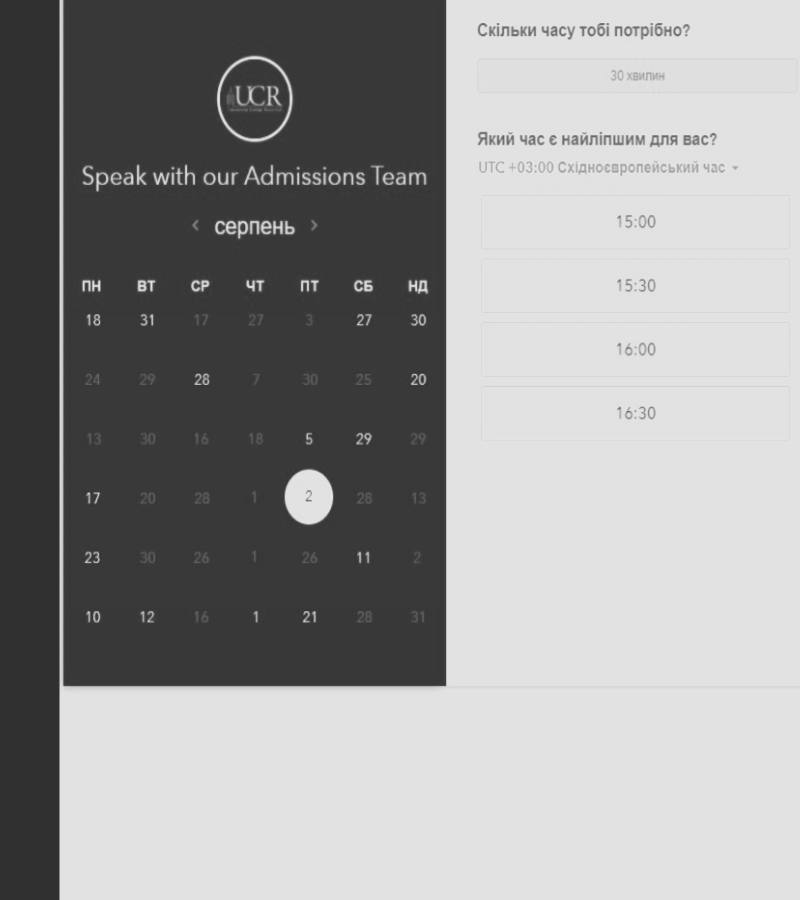 UCR
Speak with our Admissions Team
серпень
ПН ВТ СР ЧТ ПТ СБ НД
18 31 17 27 3 27 30
24 29 28 7 30 25 20
13 30 16 18 5 29 29
17 20 28 1 2 28 13
23 30 26 1 26 11 2
10 12 16 1 21 28 31
Скільки часу тобі потрібно?
30 хвилин
Який час є найліпшим для вас?
UTC +03:00 Східноєвропейський час
15:00
15:30
16:00
16:30